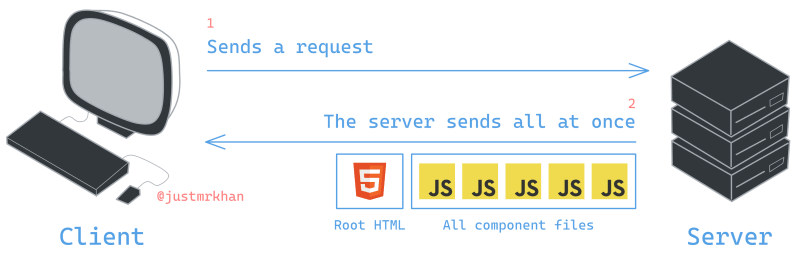 1
Sends a request
2
The server sends all at once
5
JS JS JS JS JS
@justmrkhan
Root HTML
All component files
Client
Server